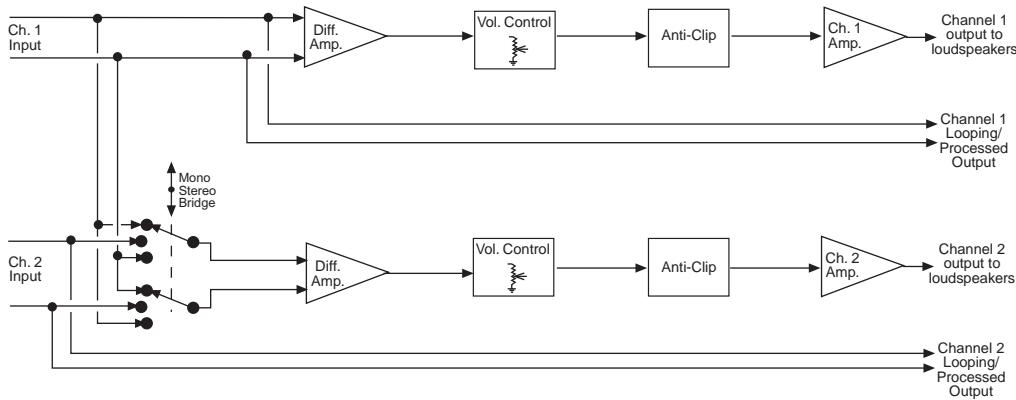 Ch. 1
Input
Diff.
Amp.
Vol. Control
Anti-Clip
Ch. 1
Amp.
Channel 1
output to
loudspeakers
Channel 1
Looping/
Processed
Output
Mono
Stereo
Bridge
Ch. 2
Input
Diff.
Amp.
Vol. Control
Anti-Clip
Ch. 2
Amp.
Channel 2
output to
loudspeakers
Channel 2
Looping/
Processed
Output